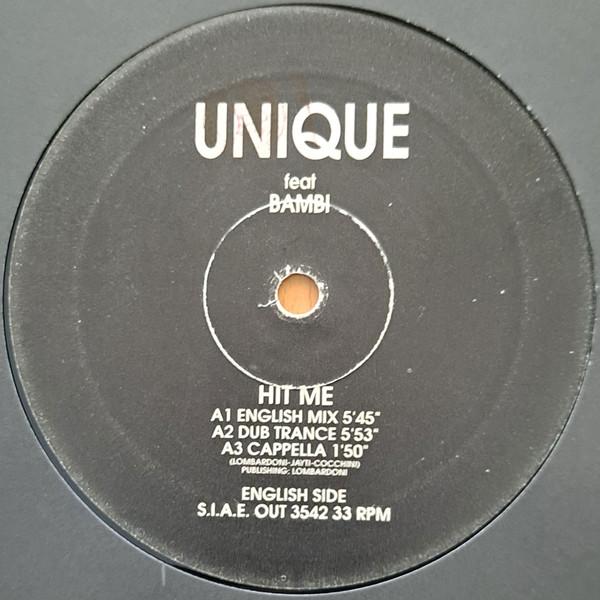 UNIQUE
feat
BAMBI
HIT ME
A1 ENGLISH MIX 5'45"
A2 DUB TRANCE 5'53"
A3 CAPPELLA 1'50"
(LOMBARDONI-JAYTI-COCCHINI)
PUBLISHING: LOMBARDONI
ENGLISH SIDE
S.I.A.E. OUT 3542 33 RPM